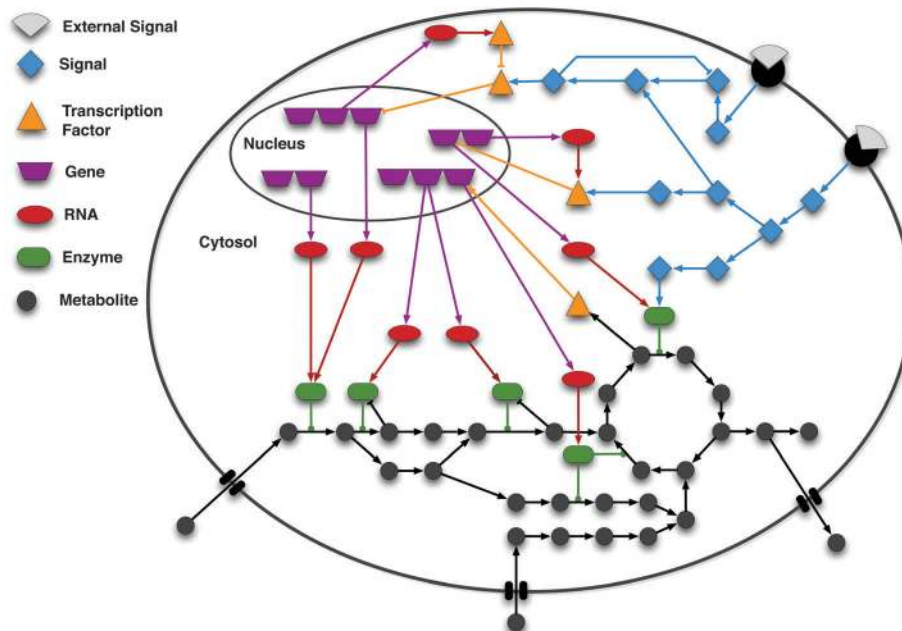 External Signal
Signal
Transcription
Factor
Gene
RNA
Enzyme
Metabolite
Nucleus
Cytosol